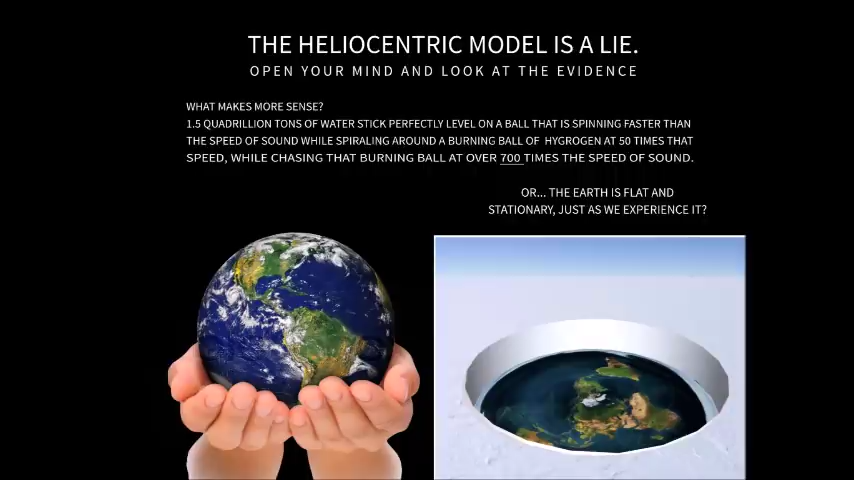 THE HELIOCENTRIC MODEL IS A LIE.
OPEN YOUR MIND AND LOOK AT THE EVIDENCE
WHAT MAKES MORE SENSE?
1.5 QUADRILLION TONS OF WATER STICK PERFECTLY LEVEL ON A BALL THAT IS SPINNING FASTER THAN
THE SPEED OF SOUND WHILE SPIRALING AROUND A BURNING BALL OF HYGROGEN AT 50 TIMES THAT
SPEED, WHILE CHASING THAT BURNING BALL AT OVER 700 TIMES THE SPEED OF SOUND.
OR... THE EARTH IS FLAT AND
STATIONARY, JUST AS WE EXPERIENCE IT?